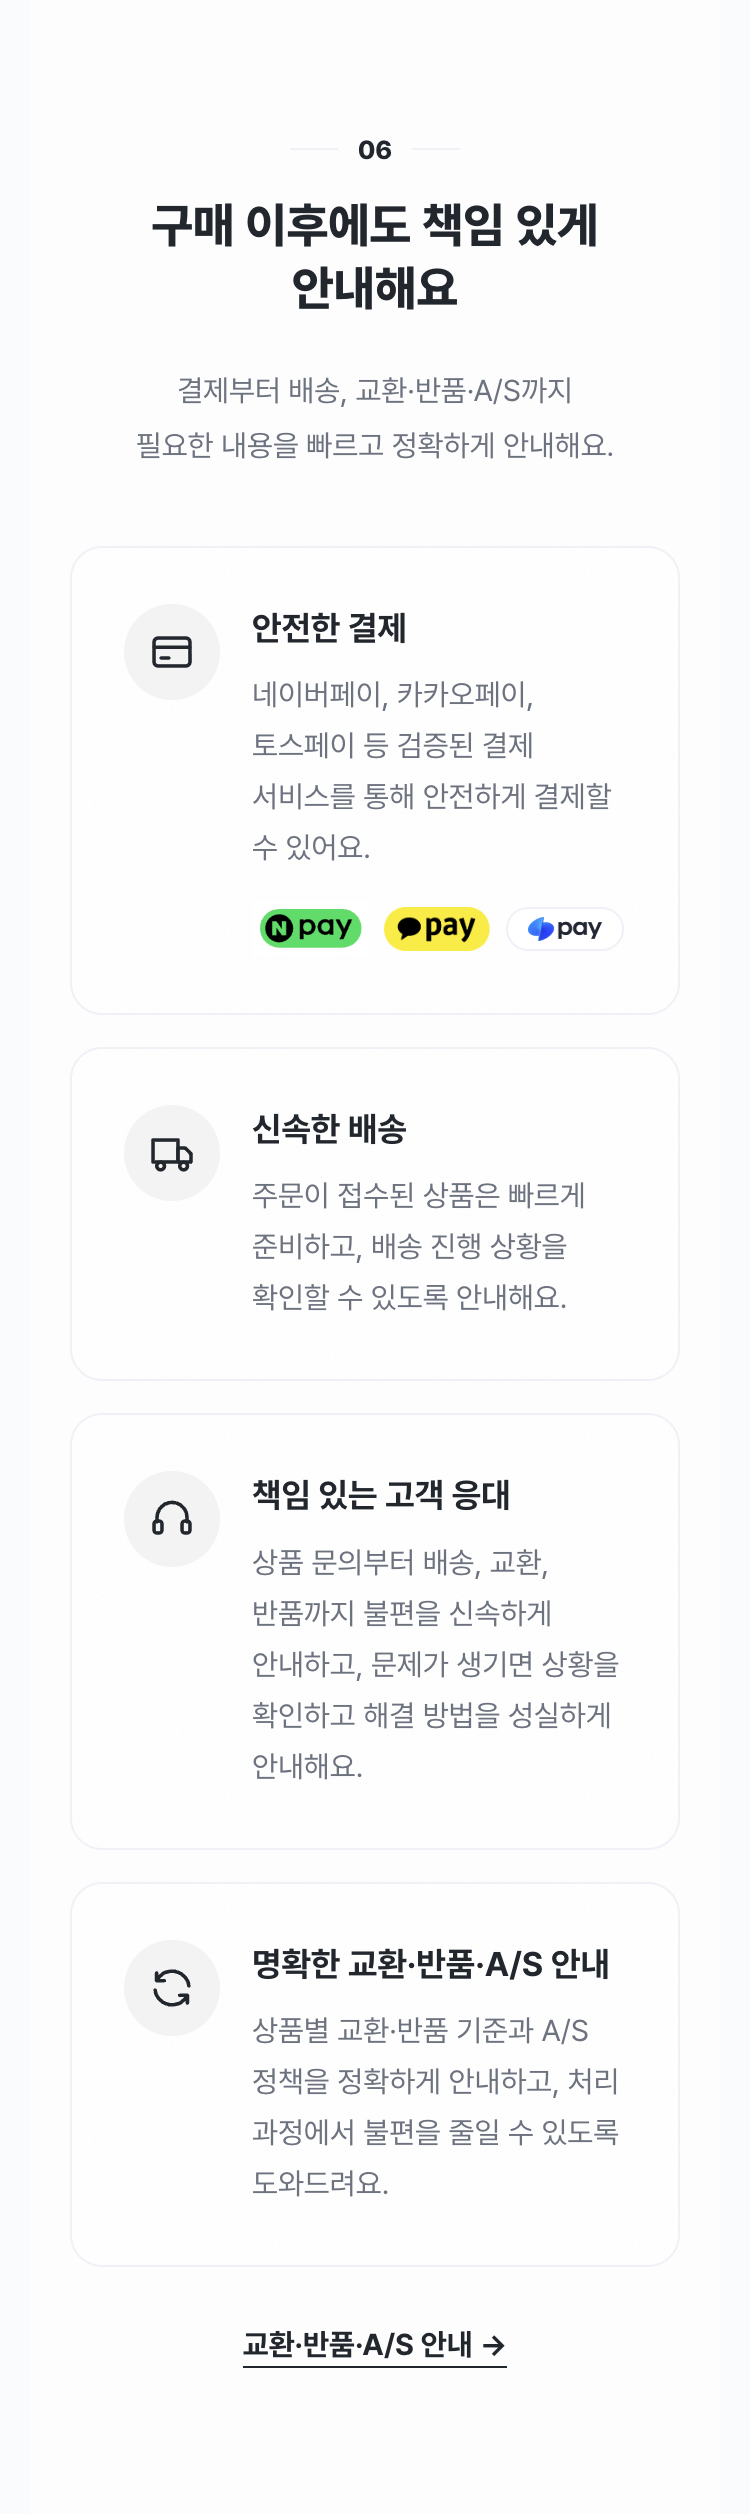 06
구매 이후에도 책임 있게
안내해요
결제부터 배송, 교환·반품·A/S까지
필요한 내용을 빠르고 정확하게 안내해요.
안전한 결제
네이버페이, 카카오페이,
토스페이 등 검증된 결제
서비스를 통해 안전하게 결제할
수 있어요.
N pay pay pay
신속한 배송
주문이 접수된 상품은 빠르게
준비하고, 배송 진행 상황을
확인할 수 있도록 안내해요.
책임 있는 고객 응대
상품 문의부터 배송, 교환,
반품까지 불편을 신속하게
안내하고, 문제가 생기면 상황을
확인하고 해결 방법을 성실하게
안내해요.
명확한 교환·반품·A/S 안내
상품별 교환·반품 기준과 A/S
정책을 정확하게 안내하고, 처리
과정에서 불편을 줄일 수 있도록
도와드려요.
교환·반품·A/S 안내 →